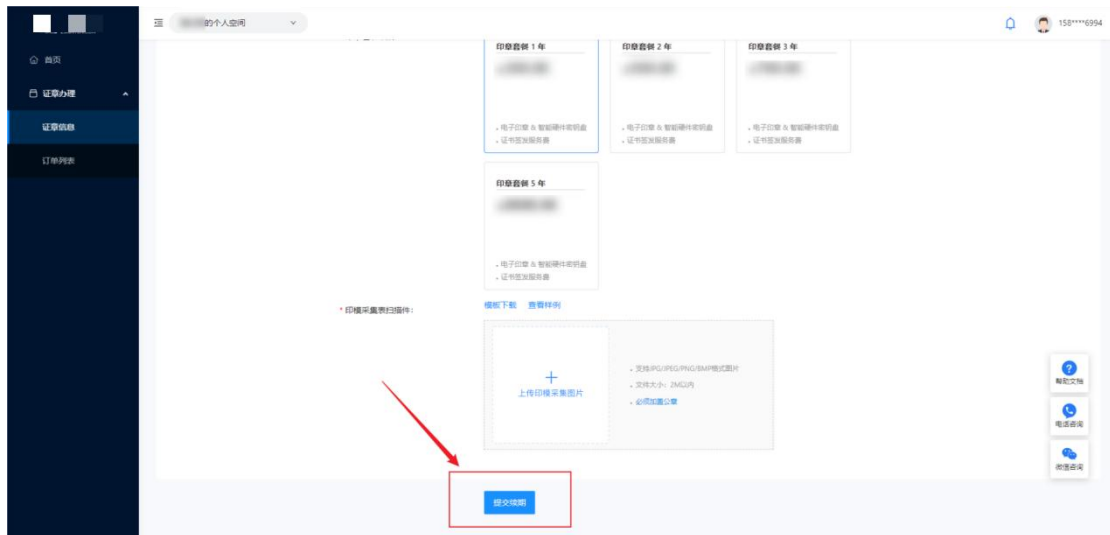 的个人空间
158****6994
首页
证章办理
证章信息
订单列表
印章套餐 1 年
印章套餐 2 年
印章套餐 3 年
• 电子印章 & 智能硬件密钥盘
• 证书签发服务器
• 电子印章 & 智能硬件密钥盘
• 证书签发服务器
• 电子印章 & 智能硬件密钥盘
• 证书签发服务器
印章套餐 5 年
• 电子印章 & 智能硬件密钥盘
• 证书签发服务器
* 印模采集表扫描件：
模板下载 查看样例
上传印模采集图片
• 支持JPG/JPEG/PNG/BMP格式图片
• 文件大小：2M以内
• 必须加盖公章
帮助文档
电话咨询
微信咨询
提交续期